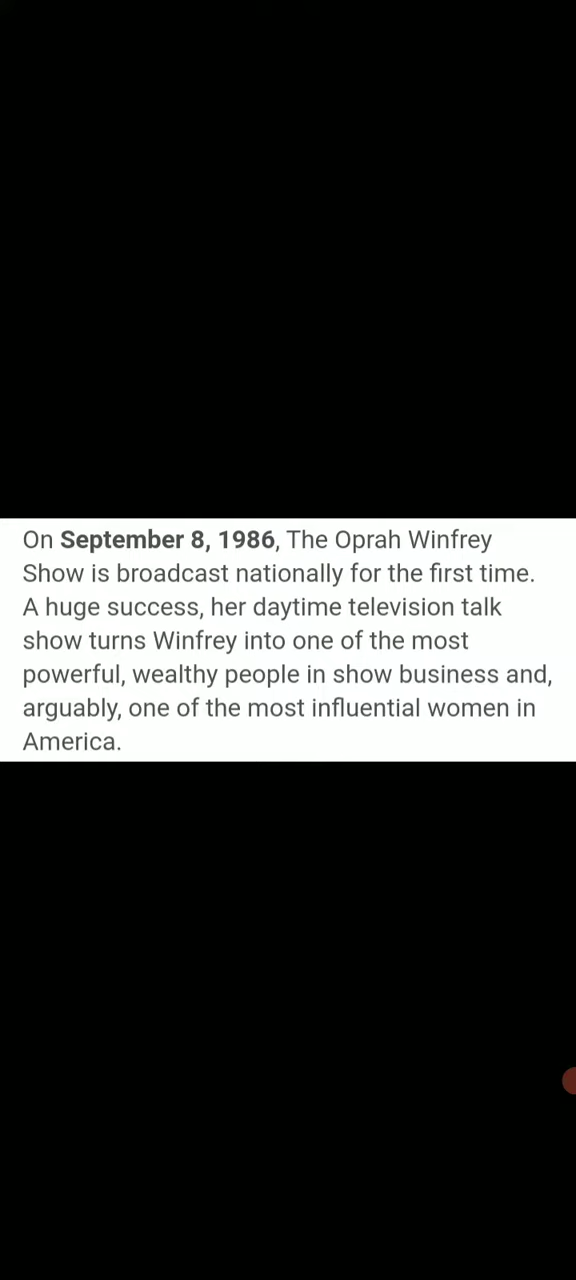 On September 8, 1986, The Oprah Winfrey
Show is broadcast nationally for the first time.
A huge success, her daytime television talk
show turns Winfrey into one of the most
powerful, wealthy people in show business and,
arguably, one of the most influential women in
America.